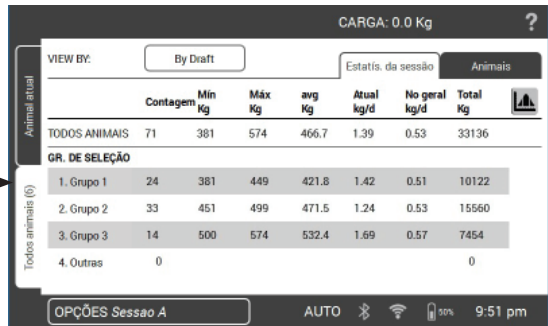 CARGA: 0.0 Kg ?
VIEW BY: By Draft Estatís. da sessão Animais
Contagem Mín Kg Máx Kg avg Kg Atual kg/d No geral kg/d Total Kg
TODOS ANIMAIS 71 381 574 466.7 1.39 0.53 33136
GR. DE SELEÇÃO
1. Grupo 1 24 381 449 421.8 1.42 0.51 10122
2. Grupo 2 33 451 499 471.5 1.24 0.53 15560
3. Grupo 3 14 500 574 532.4 1.69 0.57 7454
4. Outras 0 0
Animal atual
Todos animais (6)
OPÇÕES Sessao A AUTO 50% 9:51 pm